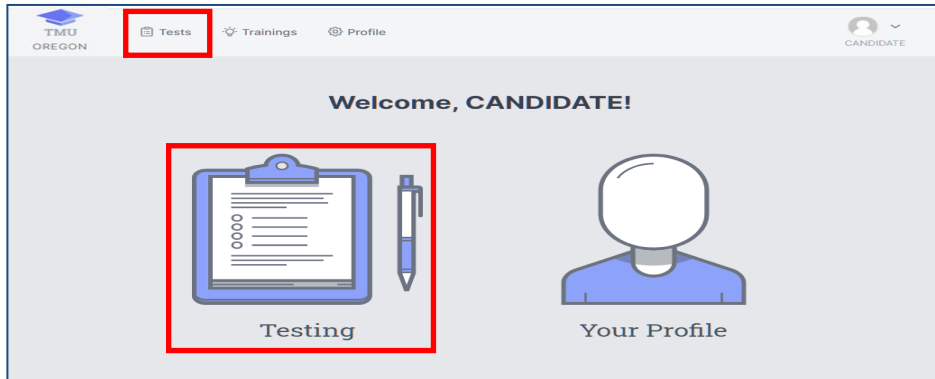 TMU
OREGON
Tests
Trainings
Profile
CANDIDATE
Welcome, CANDIDATE!
Testing
Your Profile